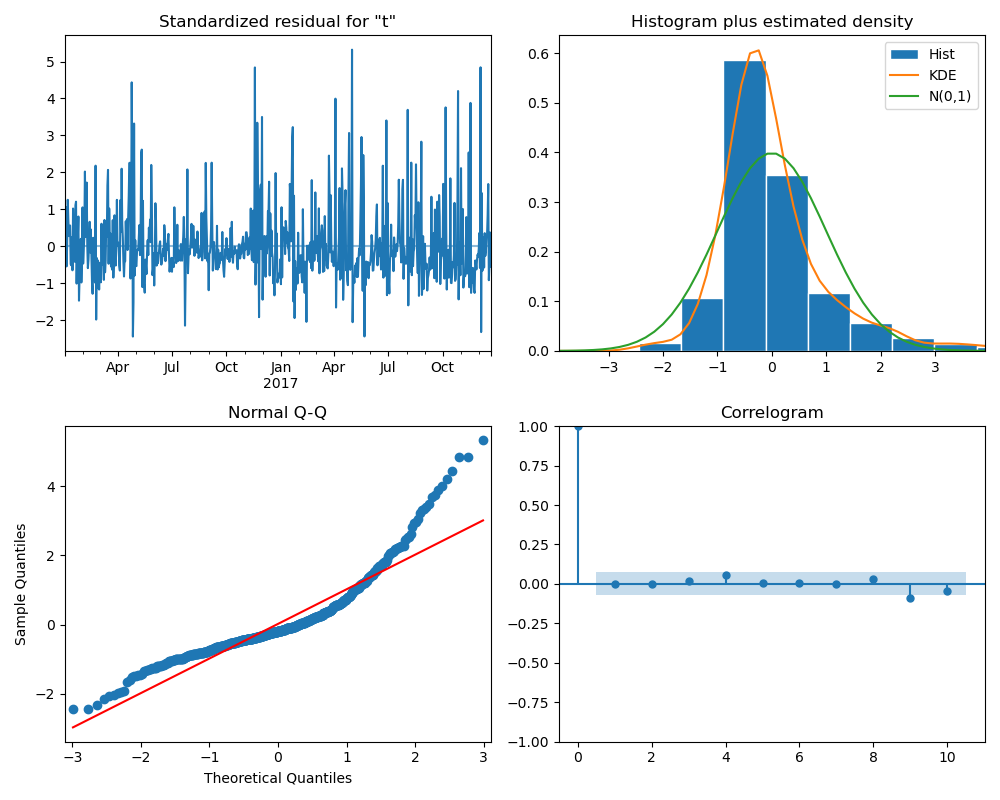 Standardized residual for "t"
5
4
3
2
1
0
−1
−2
Apr Jul Oct Jan Apr Jul Oct
2017
Histogram plus estimated density
Hist
KDE
N(0,1)
0.6
0.5
0.4
0.3
0.2
0.1
0.0
−3 −2 −1 0 1 2 3
Normal Q-Q
Sample Quantiles
4
2
0
−2
−3 −2 −1 0 1 2 3
Theoretical Quantiles
Correlogram
1.00
0.75
0.50
0.25
0.00
−0.25
−0.50
−0.75
−1.00
0 2 4 6 8 10